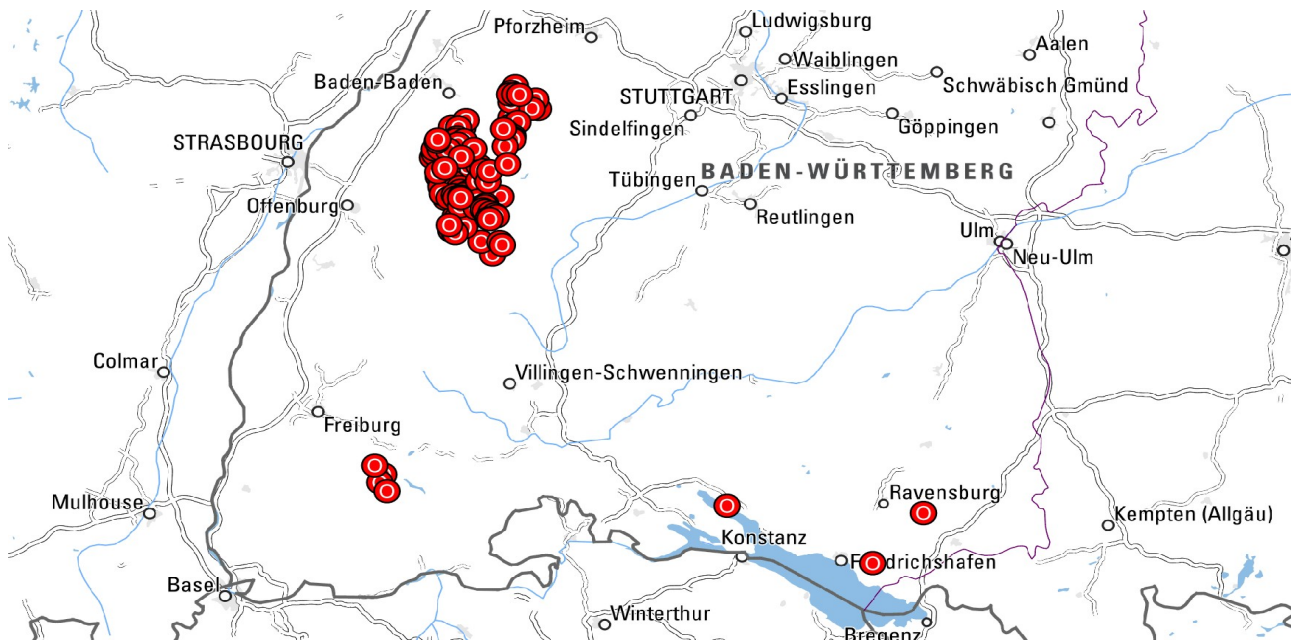 Ludwigsburg
Pforzheim
Aalen
Waiblingen
Baden-Baden
Schwäbisch Gmünd
Esslingen
STUTTGART
Göppingen
Sindelfingen
STRASBOURG
BADEN-WÜRTTEMBERG
Tübingen
Offenburg
Reutlingen
Ulm
Neu-Ulm
Colmar
Villingen-Schwenningen
Freiburg
Ravensburg
Mulhouse
Kempten (Allgäu)
Konstanz
Friedrichshafen
Basel
Winterthur
Bregenz